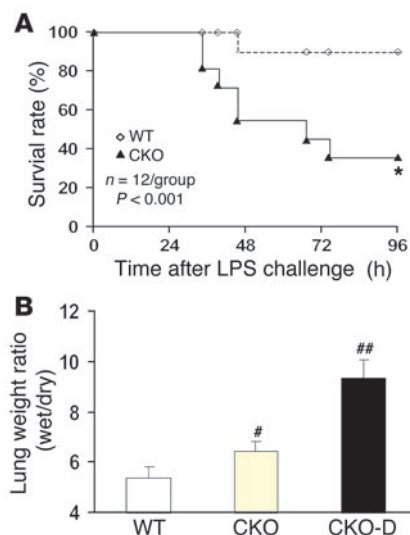 A
Survial rate (%)
100
80
60
40
20
0
WT
CKO
n = 12/group
P < 0.001
*
0 24 48 72 96
Time after LPS challenge (h)
B
Lung weight ratio
(wet/dry)
12
10
8
6
4
#
##
WT CKO CKO-D